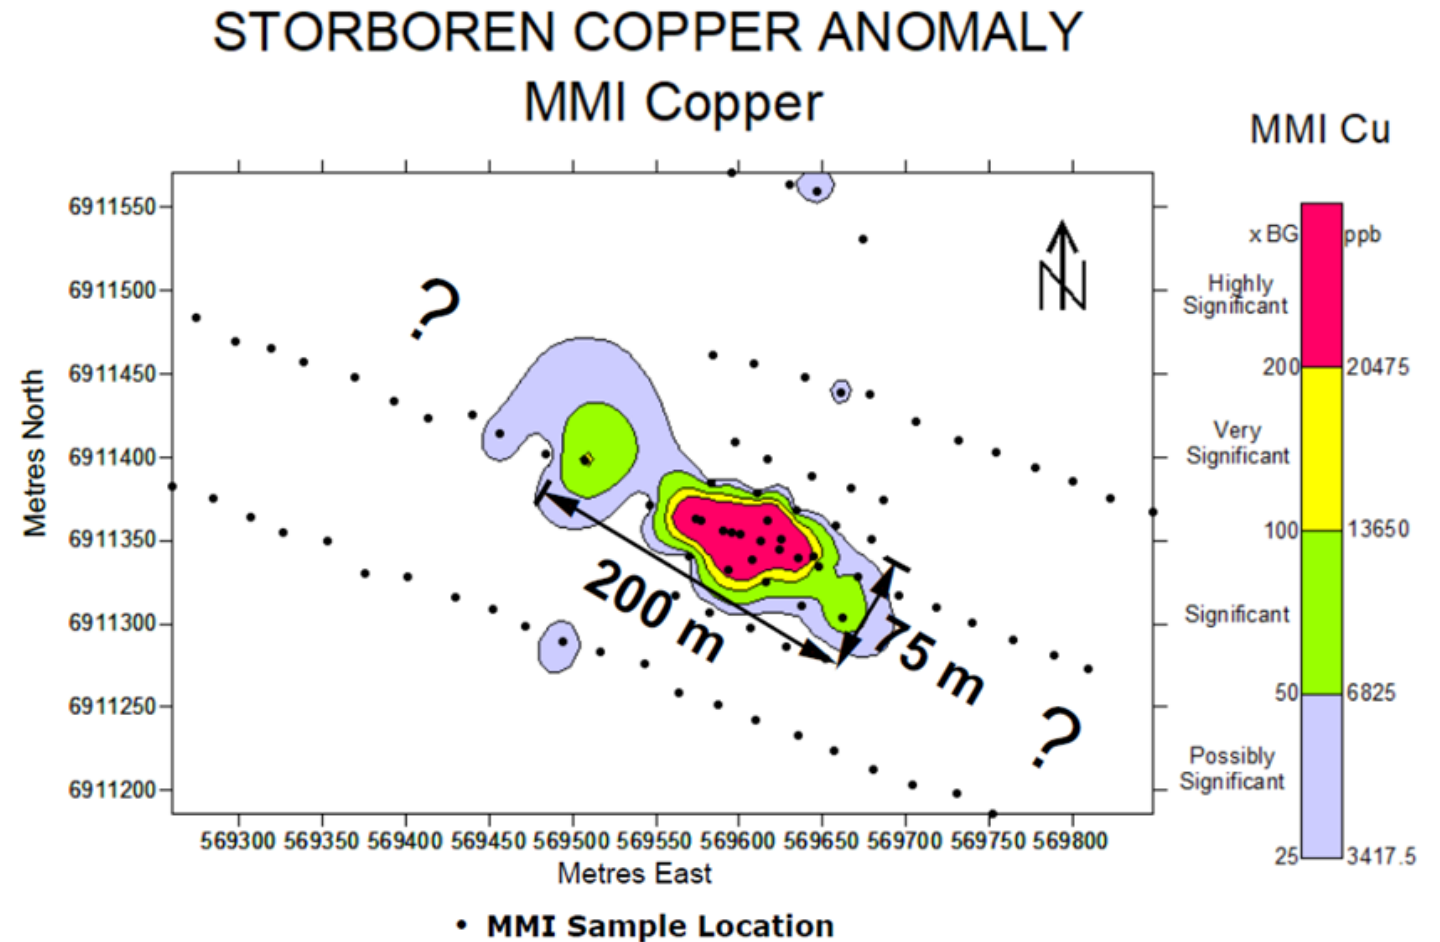 STORBOREN COPPER ANOMALY
MMI Copper
MMI Cu
x BG ppb
Highly
Significant
200 20475
Very
Significant
100 13650
Significant
50 6825
Possibly
Significant
25 3417.5
N
Metres North
6911550
6911500
6911450
6911400
6911350
6911300
6911250
6911200
?
200 m
75 m
?
569300 569350 569400 569450 569500 569550 569600 569650 569700 569750 569800
Metres East
• MMI Sample Location